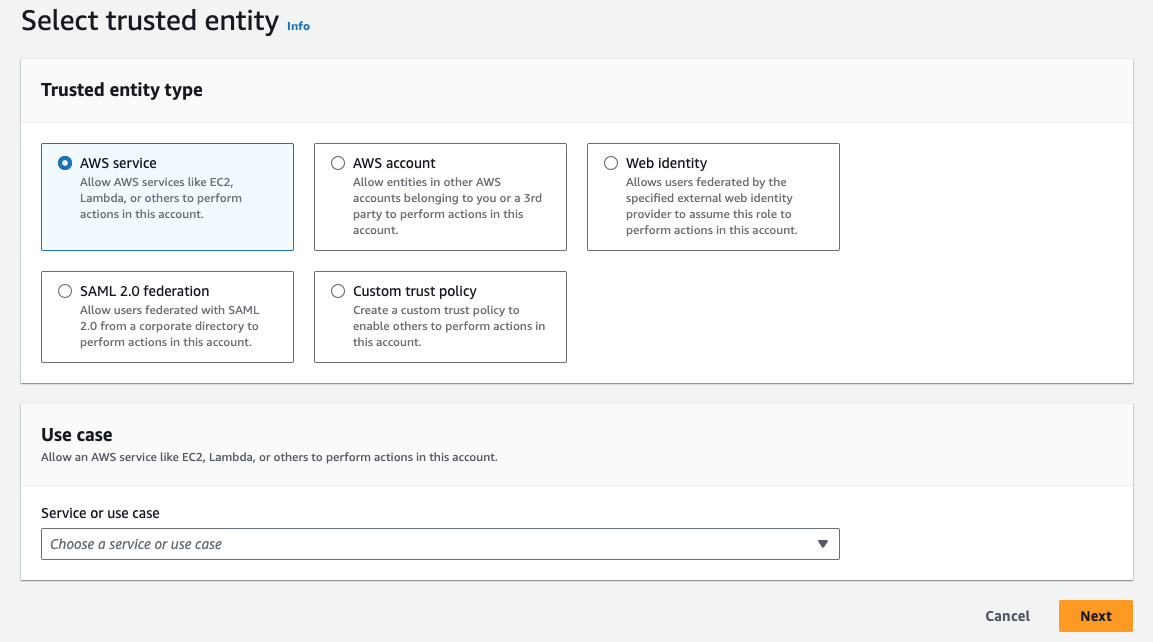 Select trusted entity Info
Trusted entity type
AWS service
Allow AWS services like EC2,
Lambda, or others to perform
actions in this account.
AWS account
Allow entities in other AWS
accounts belonging to you or a 3rd
party to perform actions in this
account.
Web identity
Allows users federated by the
specified external web identity
provider to assume this role to
perform actions in this account.
SAML 2.0 federation
Allow users federated with SAML
2.0 from a corporate directory to
perform actions in this account.
Custom trust policy
Create a custom trust policy to
enable others to perform actions in
this account.
Use case
Allow an AWS service like EC2, Lambda, or others to perform actions in this account.
Service or use case
Choose a service or use case
Cancel
Next